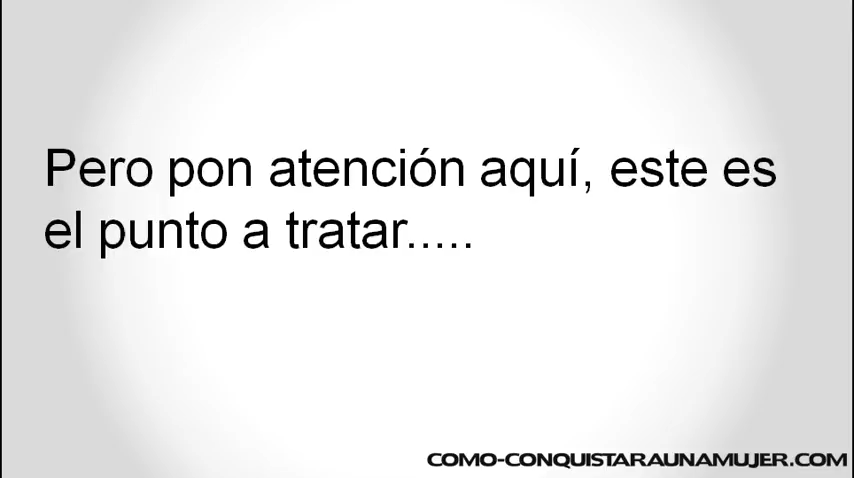 Pero pon atención aquí, este es
el punto a tratar.....
COMO-CONQUISTARAUNAMUJER.COM